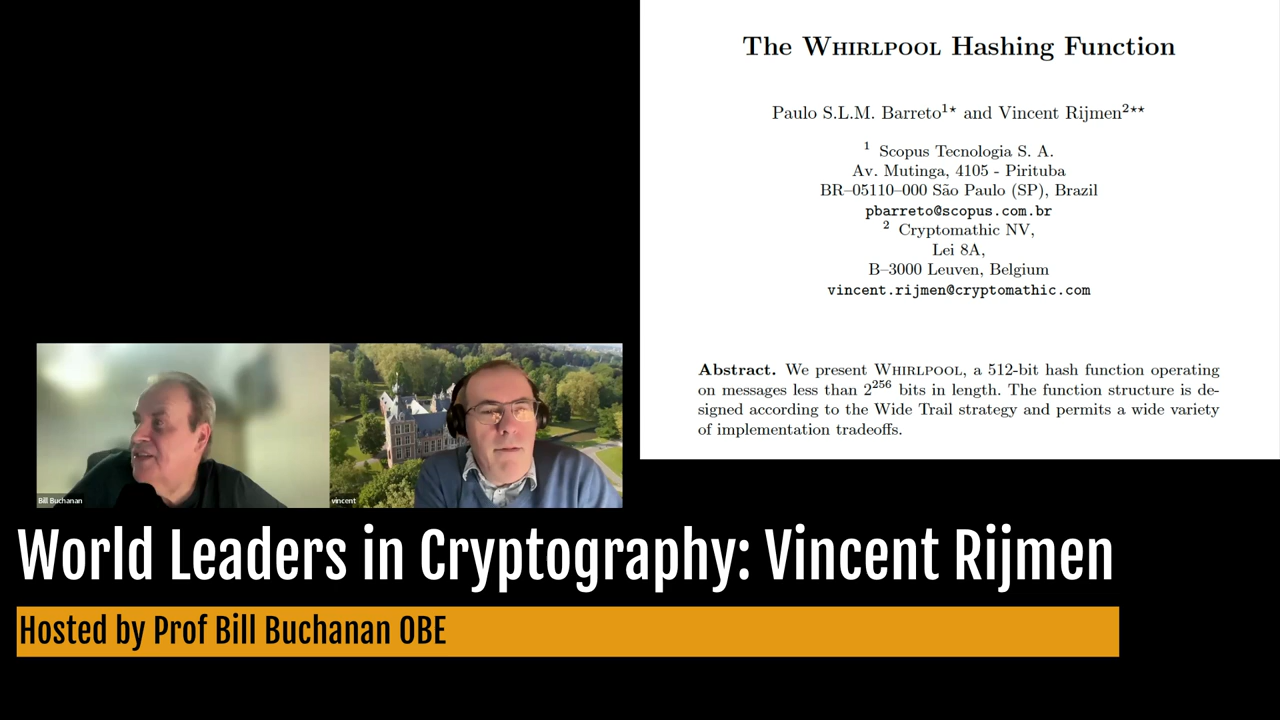 The WHIRLPOOL Hashing Function
Paulo S.L.M. Barreto¹⋆ and Vincent Rijmen²⋆⋆
¹ Scopus Tecnologia S. A.
Av. Mutinga, 4105 - Pirituba
BR–05110–000 São Paulo (SP), Brazil
pbarreto@scopus.com.br
² Cryptomathic NV,
Lei 8A,
B–3000 Leuven, Belgium
vincent.rijmen@cryptomathic.com
Abstract. We present WHIRLPOOL, a 512-bit hash function operating
on messages less than 2²⁵⁶ bits in length. The function structure is de-
signed according to the Wide Trail strategy and permits a wide variety
of implementation tradeoffs.
Bill Buchanan
vincent
World Leaders in Cryptography: Vincent Rijmen
Hosted by Prof Bill Buchanan OBE